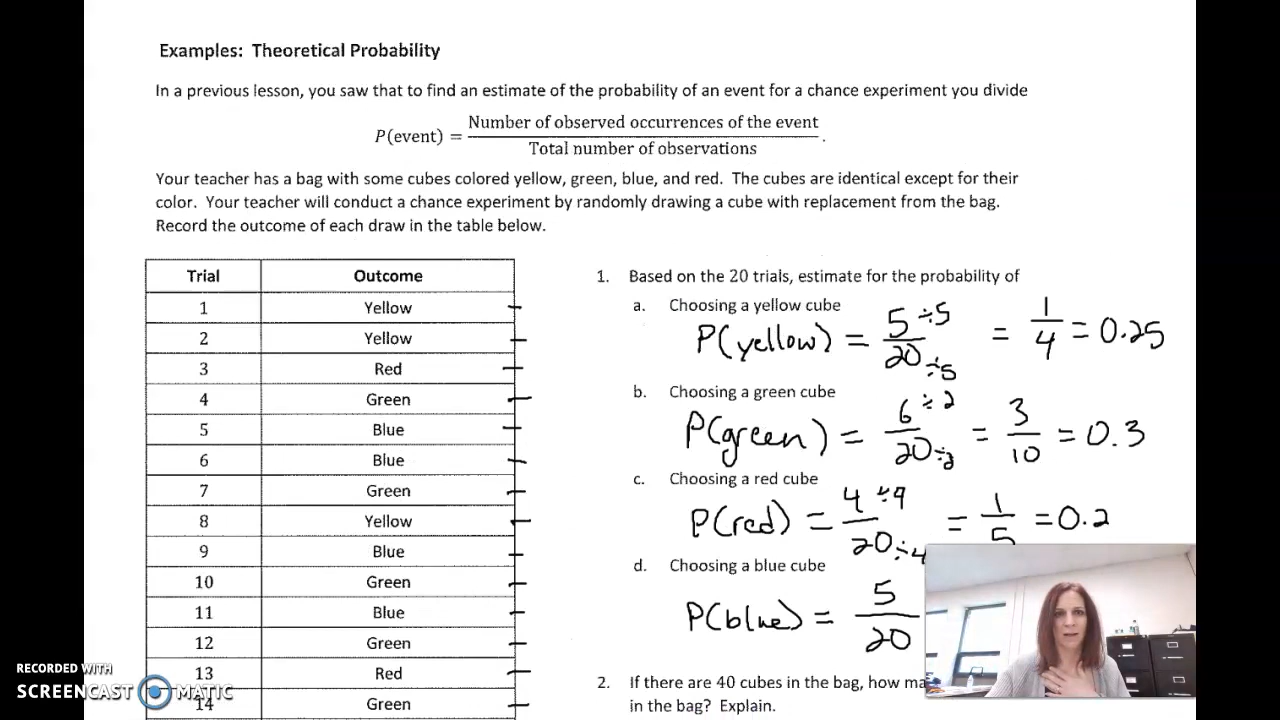 Examples: Theoretical Probability
In a previous lesson, you saw that to find an estimate of the probability of an event for a chance experiment you divide
P(event) = Number of observed occurrences of the event / Total number of observations .
Your teacher has a bag with some cubes colored yellow, green, blue, and red. The cubes are identical except for their
color. Your teacher will conduct a chance experiment by randomly drawing a cube with replacement from the bag.
Record the outcome of each draw in the table below.
Trial Outcome
1 Yellow
2 Yellow
3 Red
4 Green
5 Blue
6 Blue
7 Green
8 Yellow
9 Blue
10 Green
11 Blue
12 Green
13 Red
14 Green
1. Based on the 20 trials, estimate for the probability of
a. Choosing a yellow cube
P(yellow) = 5 ÷5 / 20 ÷5 = 1/4 = 0.25
b. Choosing a green cube
P(green) = 6 ÷2 / 20 ÷2 = 3/10 = 0.3
c. Choosing a red cube
P(red) = 4 ÷4 / 20 ÷4 = 1/5 = 0.2
d. Choosing a blue cube
P(blue) = 5/20
2. If there are 40 cubes in the bag, how
in the bag? Explain.
RECORDED WITH
SCREENCAST MATIC